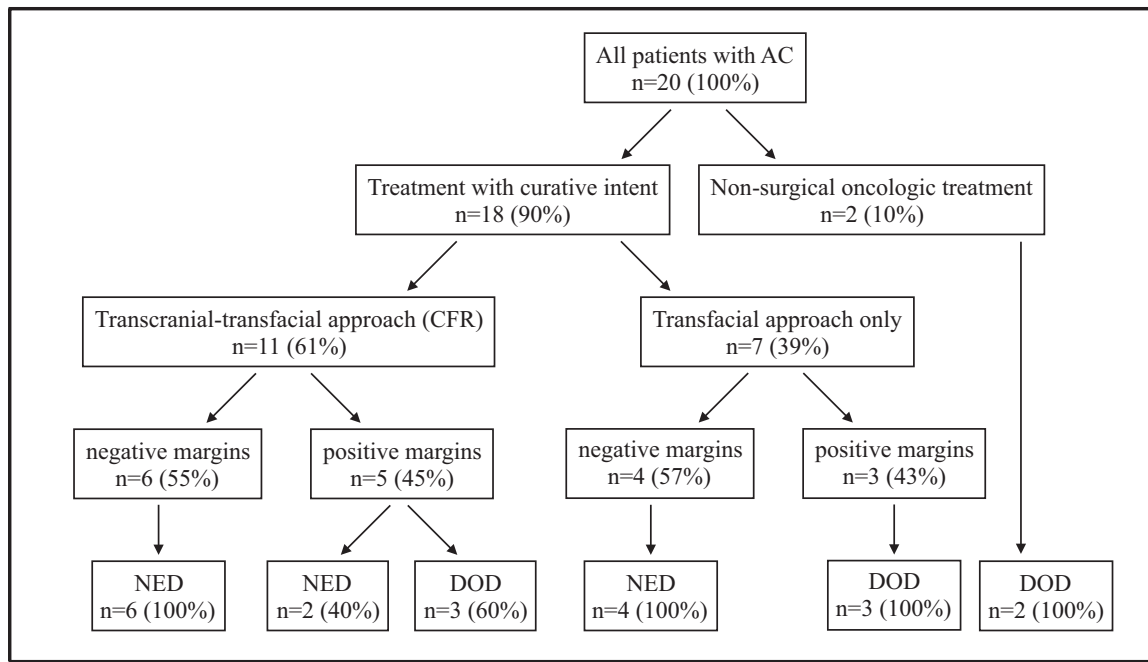 All patients with AC
n=20 (100%)
Treatment with curative intent
n=18 (90%)
Non-surgical oncologic treatment
n=2 (10%)
Transcranial-transfacial approach (CFR)
n=11 (61%)
Transfacial approach only
n=7 (39%)
negative margins
n=6 (55%)
positive margins
n=5 (45%)
negative margins
n=4 (57%)
positive margins
n=3 (43%)
NED
n=6 (100%)
NED
n=2 (40%)
DOD
n=3 (60%)
NED
n=4 (100%)
DOD
n=3 (100%)
DOD
n=2 (100%)